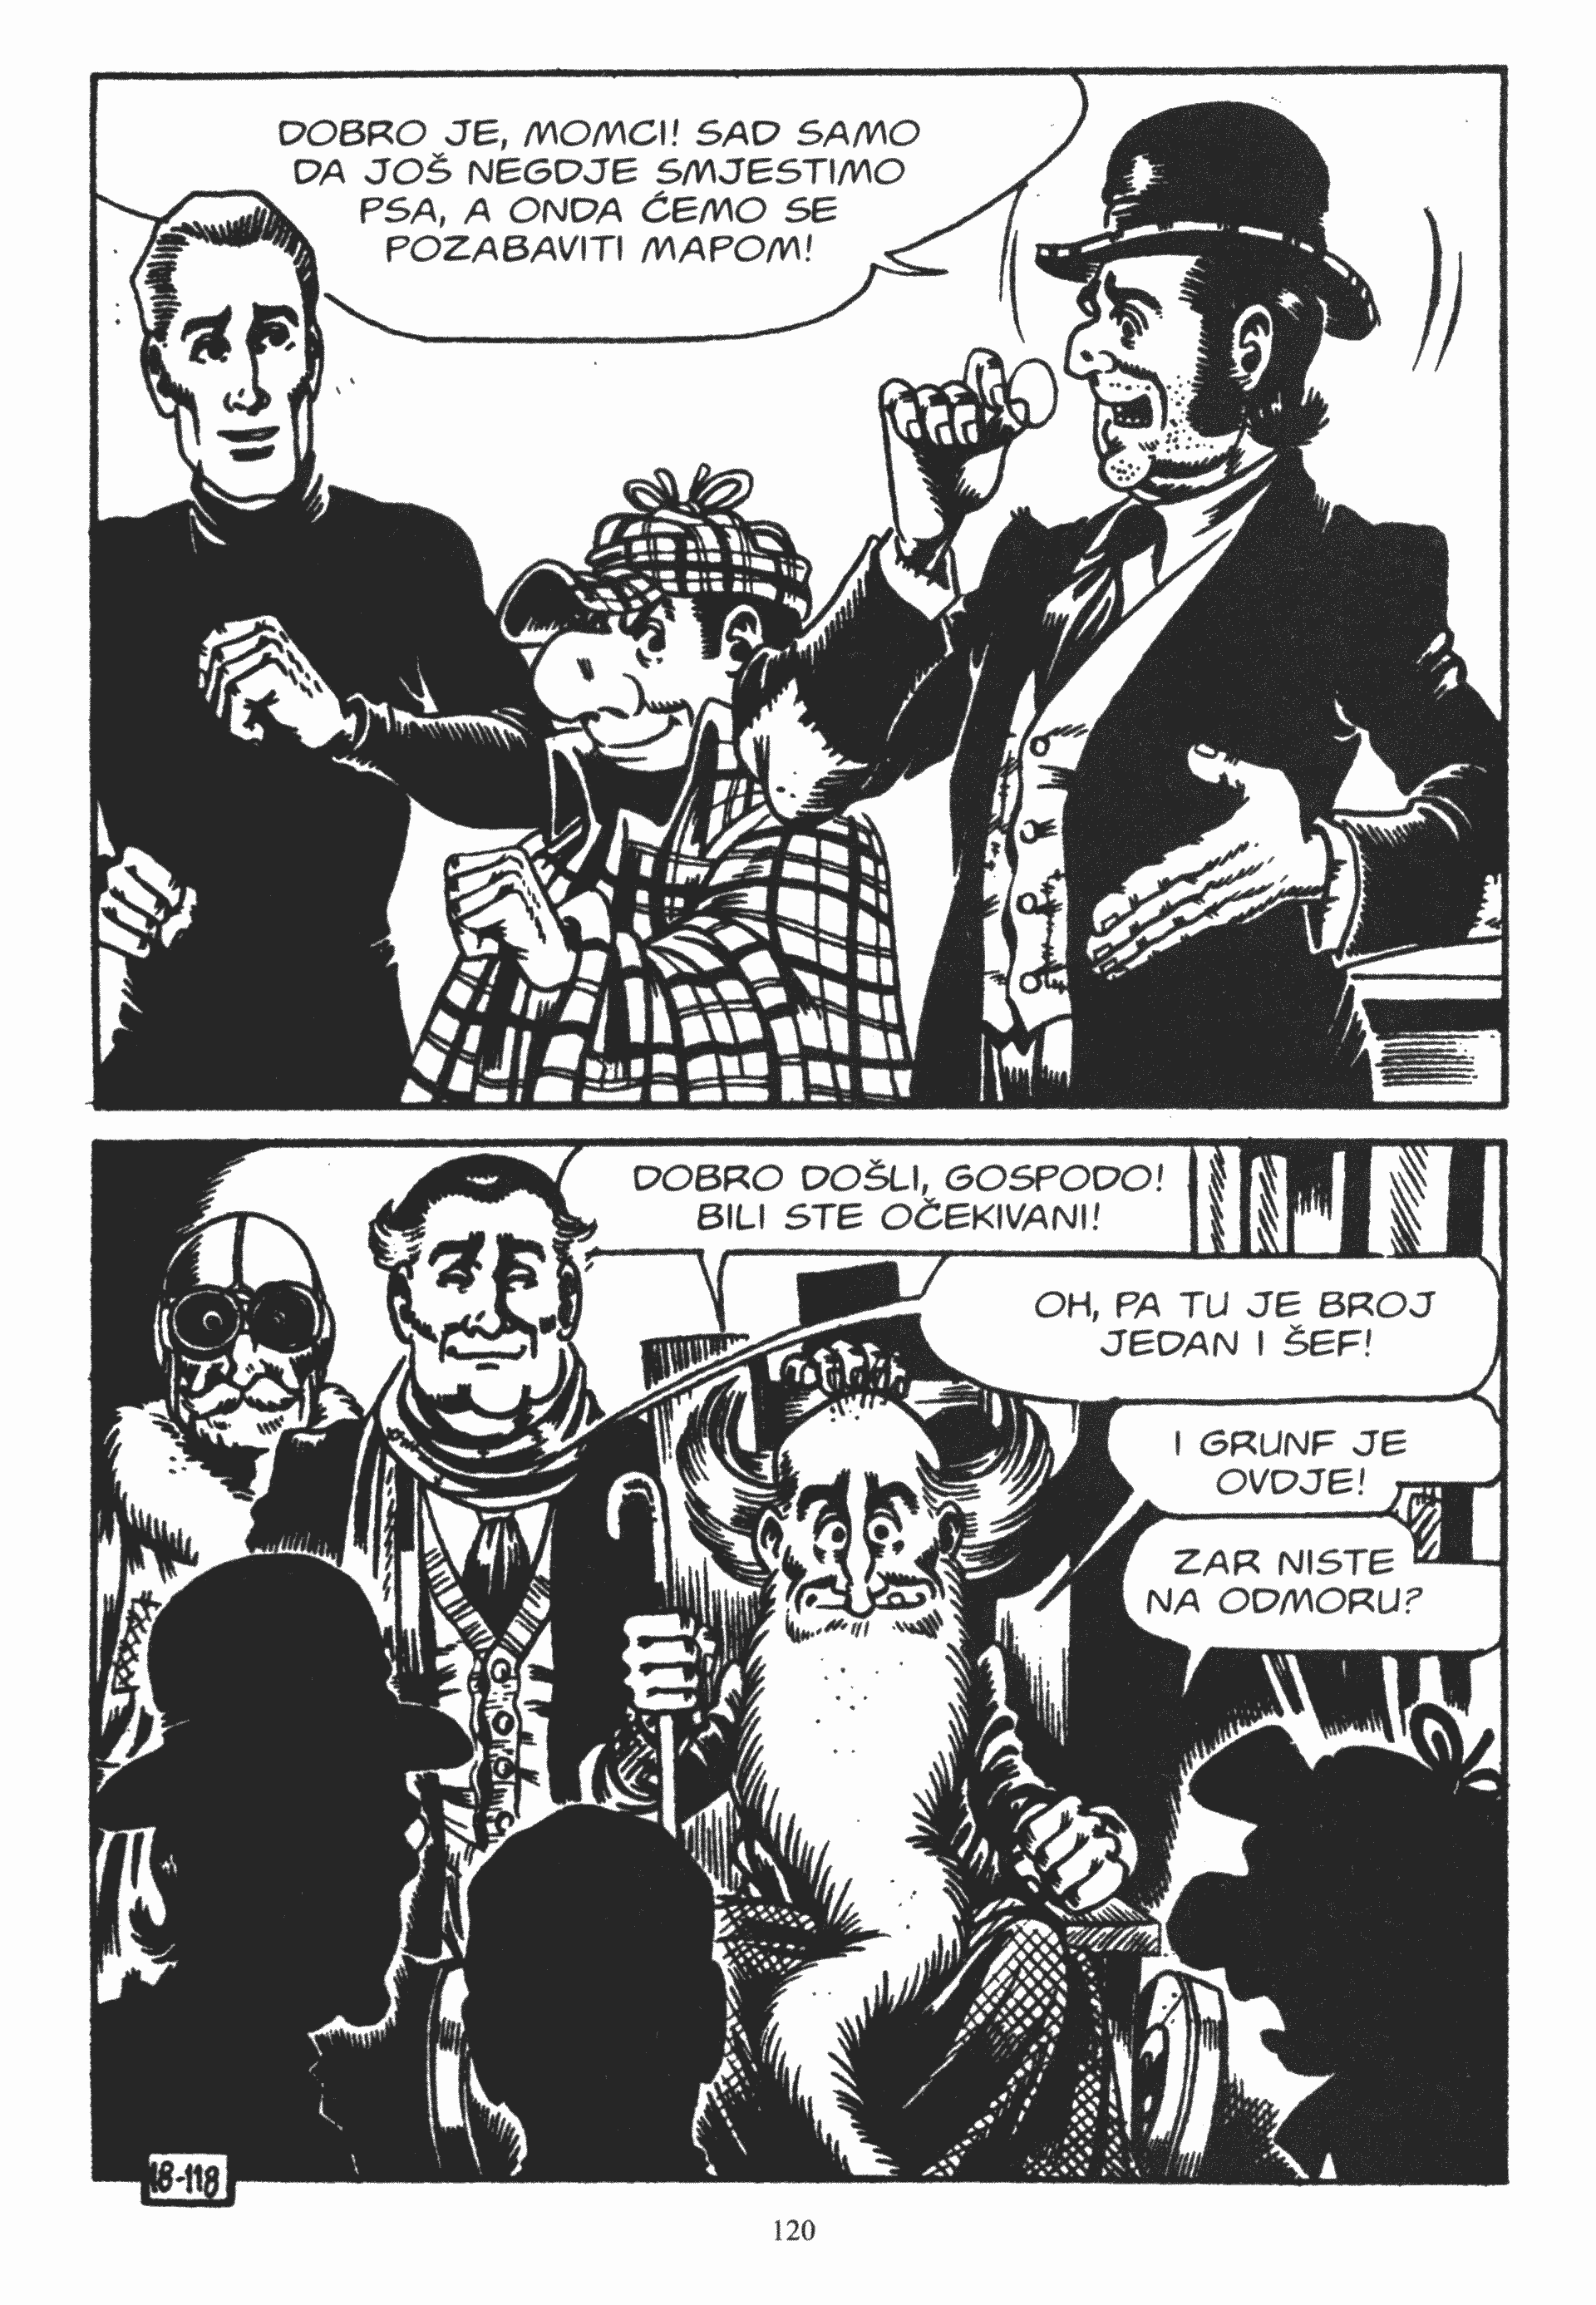 DOBRO JE, MOMCI! SAD SAMO
DA JOŠ NEGDJE SMJESTIMO
PSA, A ONDA ĆEMO SE
POZABAVITI MAPOM!
DOBRO DOŠLI, GOSPODO!
BILI STE OČEKIVANI!
OH, PA TU JE BROJ
JEDAN I ŠEF!
I GRUNF JE
OVDJE!
ZAR NISTE
NA ODMORU?
18-118
120